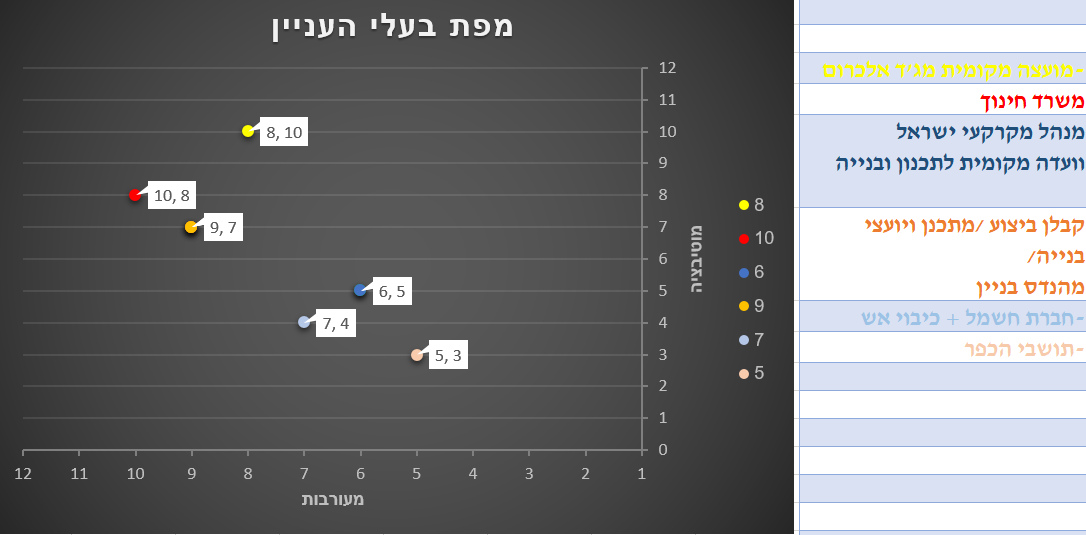 מפת בעלי העניין
12
11
10
9
8
7
6
5
4
3
2
1
0
8, 10
10, 8
9, 7
6, 5
7, 4
5, 3
מוטיבציה
12 11 10 9 8 7 6 5 4 3 2 1
מעורבות
8
10
6
9
7
5
-מועצה מקומית מג'ד אלכרום
משרד חינוך
מנהל מקרקעי ישראל
וועדה מקומית לתכנון ובנייה
קבלן ביצוע /מתכנן ויועצי
בנייה/
מהנדס בניין
-חברת חשמל + כיבוי אש
-תושבי הכפר